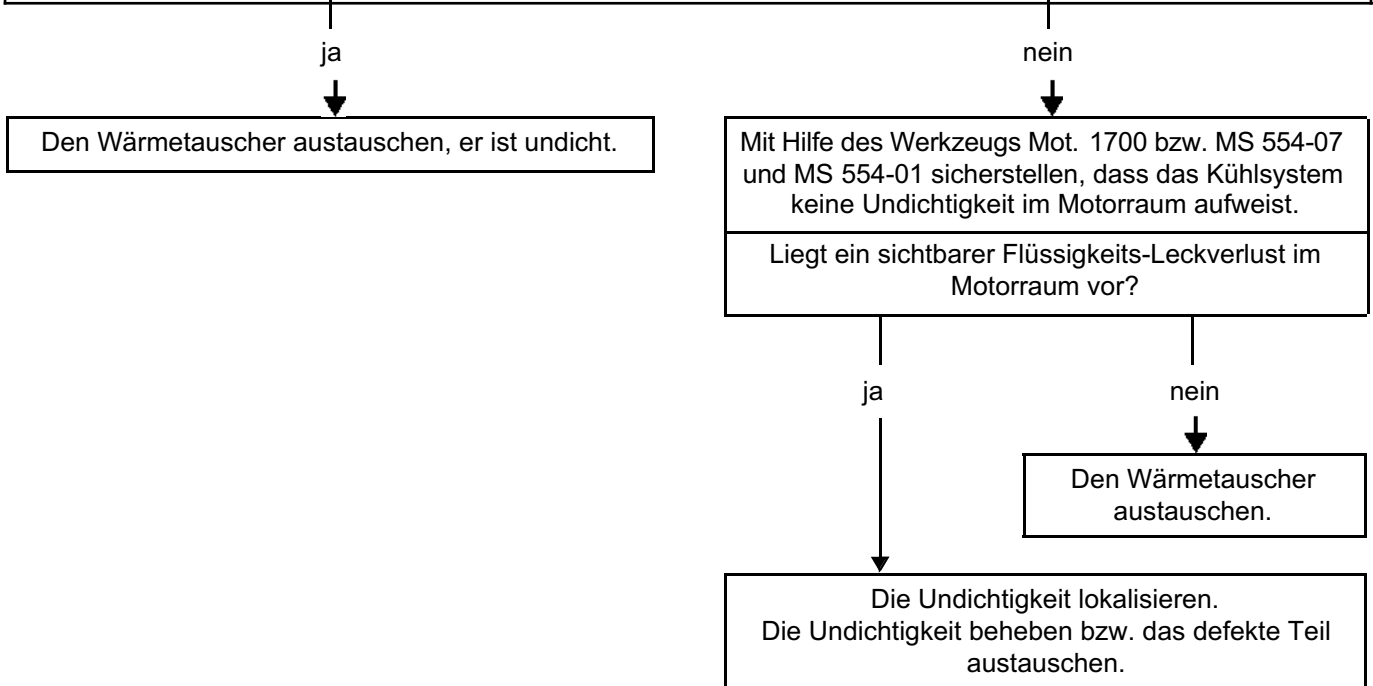 ja
nein
Den Wärmetauscher austauschen, er ist undicht.
Mit Hilfe des Werkzeugs Mot. 1700 bzw. MS 554-07
und MS 554-01 sicherstellen, dass das Kühlsystem
keine Undichtigkeit im Motorraum aufweist.
Liegt ein sichtbarer Flüssigkeits-Leckverlust im
Motorraum vor?
ja
nein
Den Wärmetauscher
austauschen.
Die Undichtigkeit lokalisieren.
Die Undichtigkeit beheben bzw. das defekte Teil
austauschen.